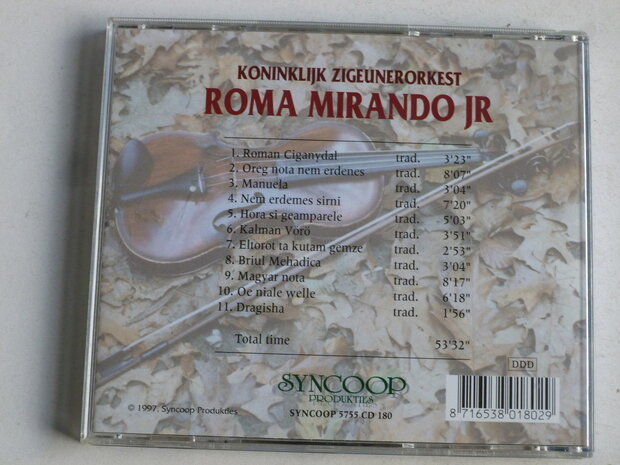 KONINKLIJK ZIGEUNERORKEST
ROMA MIRANDO JR
1. Roman Ciganydal trad. 3'23"
2. Oreg nota nem erdenes trad. 8'07"
3. Manuela trad. 3'04"
4. Nem erdemes sirni trad. 7'20"
5. Hora si geamparele trad. 5'03"
6. Kalman Vörö trad. 3'51"
7. Eltorot ta kutam gemze trad. 2'53"
8. Briul Mehadica trad. 3'04"
9. Magyar nota trad. 8'17"
10. Oe niale welle trad. 6'18"
11. Dragisha trad. 1'56"
Total time 53'32"
DDD
SYNCOOP
PRODUKTIES
© 1997, Syncoop Produkties
SYNCOOP 5755 CD 180
8 716538 018029